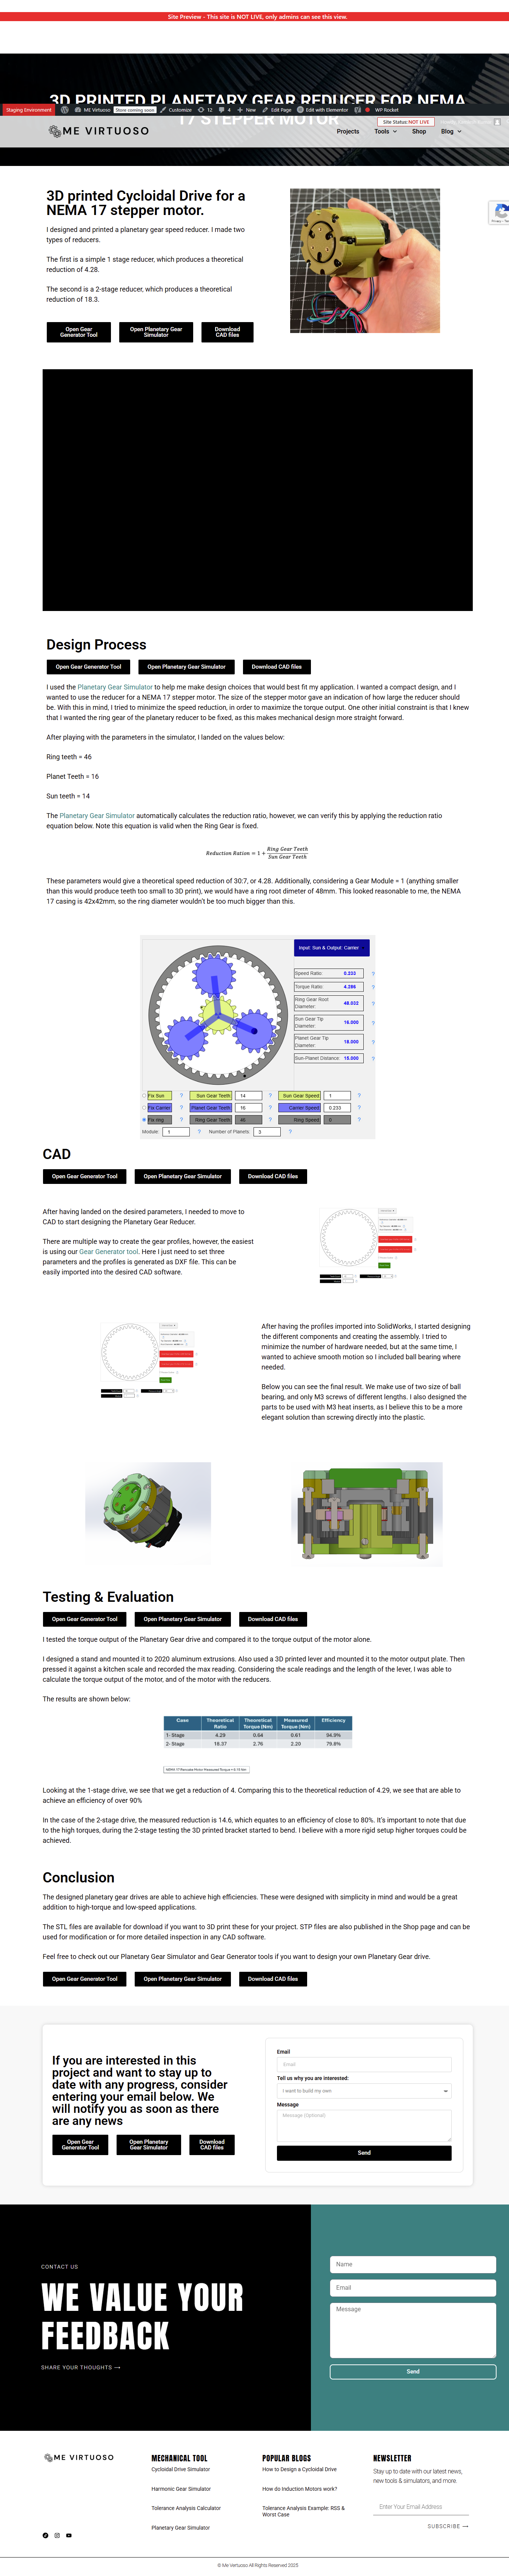 Site Preview - This site is NOT LIVE, only admins can see this view.
3D PRINTED PLANETARY GEAR REDUCER FOR NEMA
17 STEPPER MOTOR
Staging Environment
ME Virtuoso
Store coming soon
Customize
12
4
New
Edit Page
Edit with Elementor
WP Rocket
Site Status: NOT LIVE
ME VIRTUOSO
Projects
Tools
Shop
Blog
3D printed Cycloidal Drive for a
NEMA 17 stepper motor.
I designed and printed a planetary gear speed reducer. I made two
types of reducers.
The first is a simple 1 stage reducer, which produces a theoretical
reduction of 4.28.
The second is a 2-stage reducer, which produces a theoretical
reduction of 18.3.
Open Gear
Generator Tool
Open Planetary Gear
Simulator
Download
CAD files
Design Process
Open Gear Generator Tool
Open Planetary Gear Simulator
Download CAD files
I used the Planetary Gear Simulator to help me make design choices that would best fit my application. I wanted a compact design, and I
wanted to use the reducer for a NEMA 17 stepper motor. The size of the stepper motor gave an indication of how large the reducer should
be. With this in mind, I tried to minimize the speed reduction, in order to maximize the torque output. One other initial constraint is that I knew
that I wanted the ring gear of the planetary reducer to be fixed, as this makes mechanical design more straight forward.
After playing with the parameters in the simulator, I landed on the values below:
Ring teeth = 46
Planet Teeth = 16
Sun teeth = 14
The Planetary Gear Simulator automatically calculates the reduction ratio, however, we can verify this by applying the reduction ratio
equation below. Note this equation is valid when the Ring Gear is fixed.
Reduction Ration = 1 + Ring Gear Teeth
Sun Gear Teeth
These parameters would give a theoretical speed reduction of 30:7, or 4.28. Additionally, considering a Gear Module = 1 (anything smaller
than this would produce teeth too small to 3D print), we would have a ring root dimeter of 48mm. This looked reasonable to me, the NEMA
17 casing is 42x42mm, so the ring diameter wouldn't be too much bigger than this.
Input: Sun & Output: Carrier
Speed Ratio: 0.233 ?
Torque Ratio: 4.286 ?
Ring Gear Root
Diameter: 48.032 ?
Sun Gear Tip
Diameter: 16.000 ?
Planet Gear Tip
Diameter: 18.000 ?
Sun-Planet Distance: 15.000 ?
Fix Sun ? Sun Gear Teeth 14 Sun Gear Speed 1 ?
Fix Carrier ? Planet Gear Teeth 16 Carrier Speed 0.233 ?
Fix ring ? Ring Gear Teeth 46 Ring Speed 0 ?
Module: 1 ? Number of Planets: 3 ?
CAD
Open Gear Generator Tool
Open Planetary Gear Simulator
Download CAD files
After having landed on the desired parameters, I needed to move to
CAD to start designing the Planetary Gear Reducer.
There are multiple way to create the gear profiles, however, the easiest
is using our Gear Generator tool. Here I just need to set three
parameters and the profiles is generated as DXF file. This can be
easily imported into the desired CAD software.
After having the profiles imported into SolidWorks, I started designing
the different components and creating the assembly. I tried to
minimize the number of hardware needed, but at the same time, I
wanted to achieve smooth motion so I included ball bearing where
needed.
Below you can see the final result. We make use of two size of ball
bearing, and only M3 screws of different lengths. I also designed the
parts to be used with M3 heat inserts, as I believe this to be a more
elegant solution than screwing directly into the plastic.
Testing & Evaluation
Open Gear Generator Tool
Open Planetary Gear Simulator
Download CAD files
I tested the torque output of the Planetary Gear drive and compared it to the torque output of the motor alone.
I designed a stand and mounted it to 2020 aluminum extrusions. Also used a 3D printed lever and mounted it to the motor output plate. Then
pressed it against a kitchen scale and recorded the max reading. Considering the scale readings and the length of the lever, I was able to
calculate the torque output of the motor, and of the motor with the reducers.
The results are shown below:
Case Theoretical Ratio Theoretical Torque (Nm) Measured Torque (Nm) Efficiency
1- Stage 4.29 0.64 0.61 94.9%
2- Stage 18.37 2.76 2.20 79.8%
Looking at the 1-stage drive, we see that we get a reduction of 4. Comparing this to the theoretical reduction of 4.29, we see that are able to
achieve an efficiency of over 90%
In the case of the 2-stage drive, the measured reduction is 14.6, which equates to an efficiency of close to 80%. It's important to note that due
to the high torques, during the 2-stage testing the 3D printed bracket started to bend. I believe with a more rigid setup higher torques could be
achieved.
Conclusion
The designed planetary gear drives are able to achieve high efficiencies. These were designed with simplicity in mind and would be a great
addition to high-torque and low-speed applications.
The STL files are available for download if you want to 3D print these for your project. STP files are also published in the Shop page and can be
used for modification or for more detailed inspection in any CAD software.
Feel free to check out our Planetary Gear Simulator and Gear Generator tools if you want to design your own Planetary Gear drive.
Open Gear Generator Tool
Open Planetary Gear Simulator
Download CAD files
If you are interested in this
project and want to stay up to
date with any progress, consider
entering your email below. We
will notify you as soon as there
are any news
Open Gear
Generator Tool
Open Planetary
Gear Simulator
Download
CAD files
Email
Email
Tell us why you are interested:
I want to build my own
Message
Message (Optional)
Send
CONTACT US
WE VALUE YOUR
FEEDBACK
SHARE YOUR THOUGHTS
Name
Email
Message
Send
ME VIRTUOSO
MECHANICAL TOOL
Cycloidal Drive Simulator
Harmonic Gear Simulator
Tolerance Analysis Calculator
Planetary Gear Simulator
POPULAR BLOGS
How to Design a Cycloidal Drive
How do Induction Motors work?
Tolerance Analysis Example: RSS &
Worst Case
NEWSLETTER
Stay up to date with our latest news,
new tools & simulators, and more.
Enter Your Email Address
SUBSCRIBE
© Me Virtuoso All Rights Reserved 2025